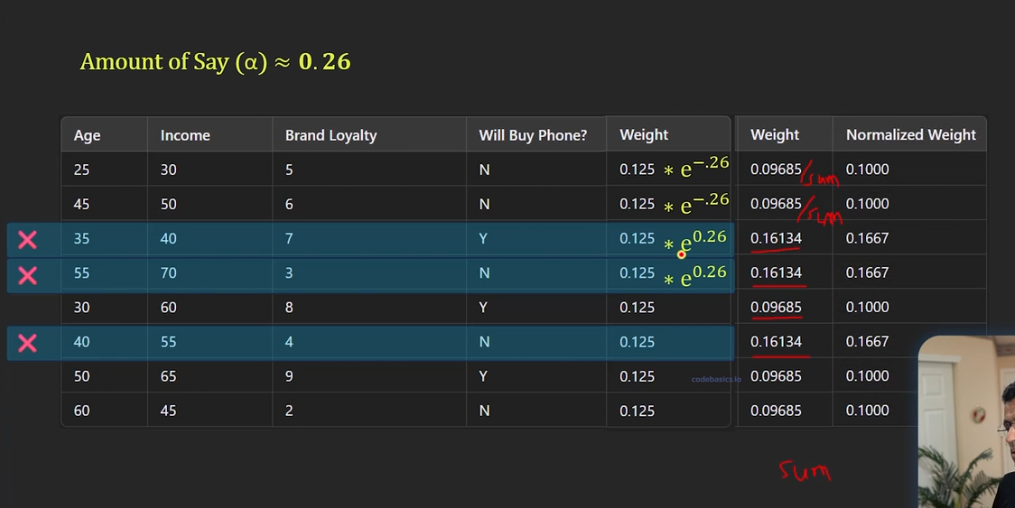 Amount of Say (α) ≈ 0.26
Age Income Brand Loyalty Will Buy Phone? Weight Weight Normalized Weight
25 30 5 N 0.125 * e^-.26 0.09685 /sum 0.1000
45 50 6 N 0.125 * e^-.26 0.09685 /sum 0.1000
35 40 7 Y 0.125 * e^0.26 0.16134 0.1667
55 70 3 N 0.125 * e^0.26 0.16134 0.1667
30 60 8 Y 0.125 0.09685 0.1000
40 55 4 N 0.125 0.16134 0.1667
50 65 9 Y 0.125 0.09685 0.1000
codebasics.io
60 45 2 N 0.125 0.09685 0.1000
sum